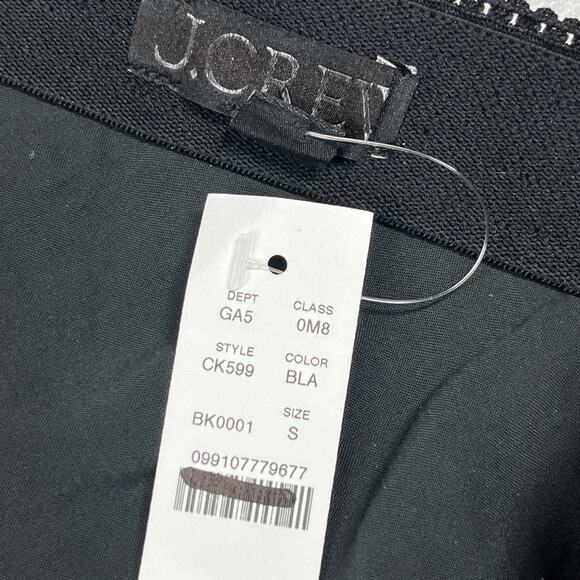 J.CREW
DEPT CLASS
GA5 0M8
STYLE COLOR
CK599 BLA
SIZE
BK0001 S
099107779677